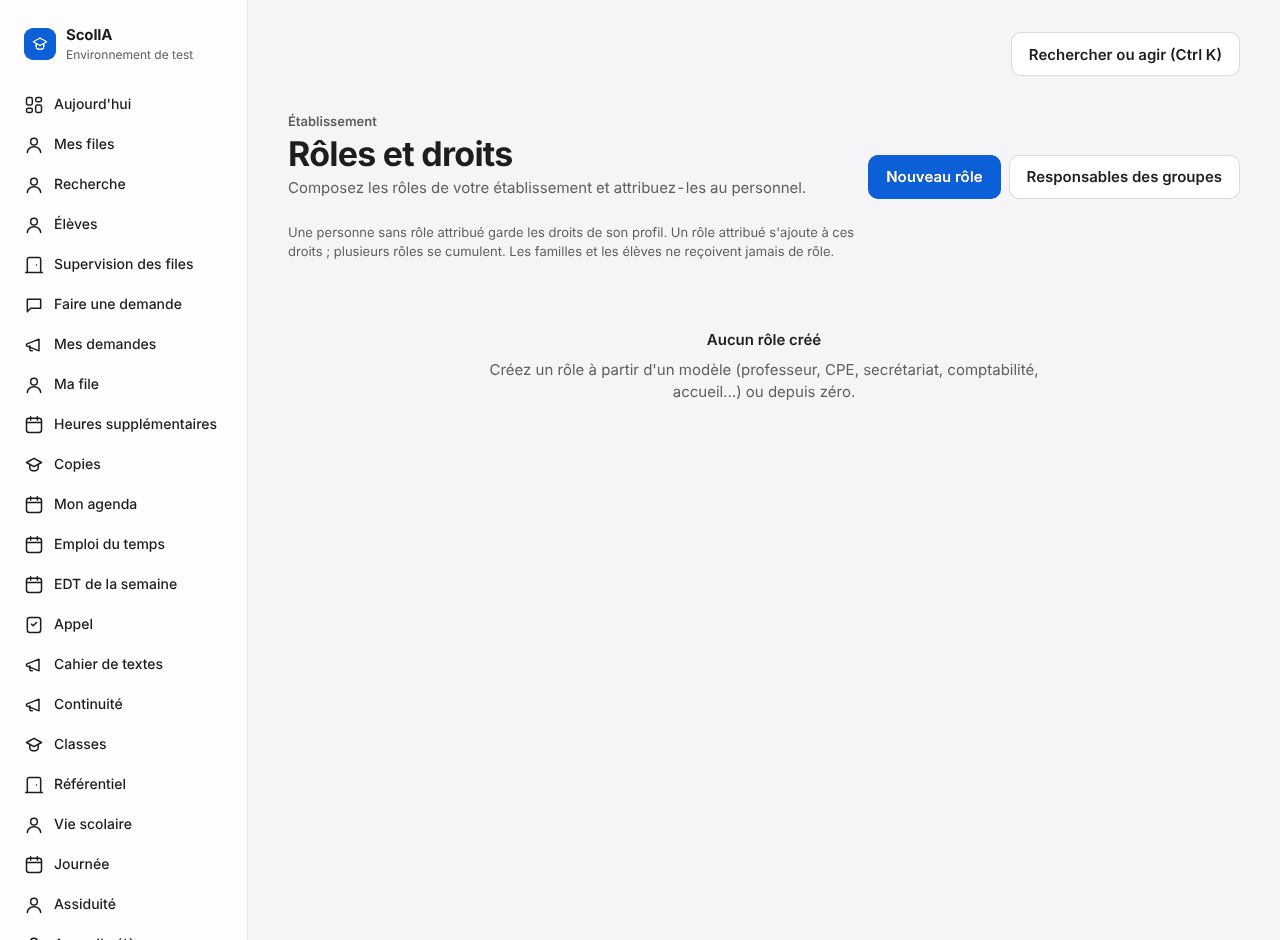 ScolIA
Environnement de test
Aujourd'hui
Mes files
Recherche
Élèves
Supervision des files
Faire une demande
Mes demandes
Ma file
Heures supplémentaires
Copies
Mon agenda
Emploi du temps
EDT de la semaine
Appel
Cahier de textes
Continuité
Classes
Référentiel
Vie scolaire
Journée
Assiduité
Rechercher ou agir (Ctrl K)
Établissement
Rôles et droits
Composez les rôles de votre établissement et attribuez-les au personnel.
Nouveau rôle
Responsables des groupes
Une personne sans rôle attribué garde les droits de son profil. Un rôle attribué s'ajoute à ces
droits ; plusieurs rôles se cumulent. Les familles et les élèves ne reçoivent jamais de rôle.
Aucun rôle créé
Créez un rôle à partir d'un modèle (professeur, CPE, secrétariat, comptabilité,
accueil…) ou depuis zéro.